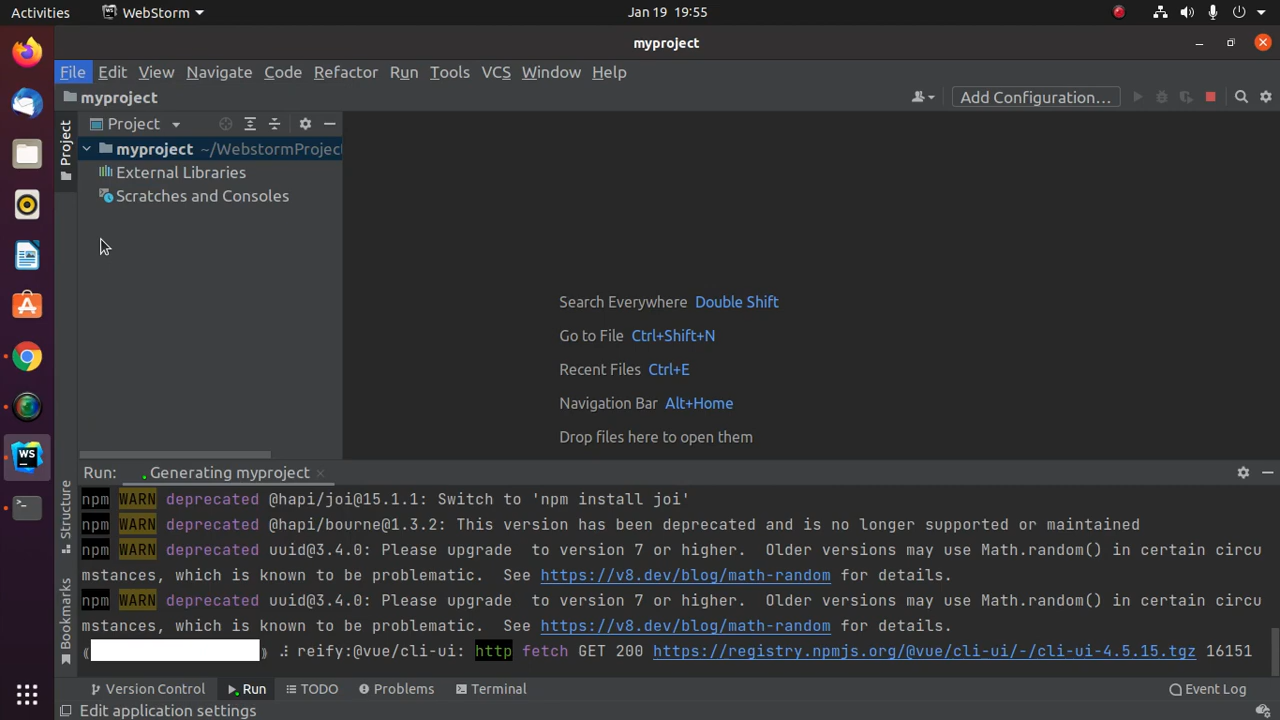 Activities
WebStorm
Jan 19 19:55
myproject
File Edit View Navigate Code Refactor Run Tools VCS Window Help
myproject
Add Configuration...
Project
Project
myproject ~/WebstormProject
External Libraries
Scratches and Consoles
Search Everywhere Double Shift
Go to File Ctrl+Shift+N
Recent Files Ctrl+E
Navigation Bar Alt+Home
Drop files here to open them
Structure
Bookmarks
Run: Generating myproject
npm WARN deprecated @hapi/joi@15.1.1: Switch to 'npm install joi'
npm WARN deprecated @hapi/bourne@1.3.2: This version has been deprecated and is no longer supported or maintained
npm WARN deprecated uuid@3.4.0: Please upgrade  to version 7 or higher.  Older versions may use Math.random() in certain circu
mstances, which is known to be problematic.  See https://v8.dev/blog/math-random for details.
npm WARN deprecated uuid@3.4.0: Please upgrade  to version 7 or higher.  Older versions may use Math.random() in certain circu
mstances, which is known to be problematic.  See https://v8.dev/blog/math-random for details.
⸨ ⸩ ⠼ reify:@vue/cli-ui: http fetch GET 200 https://registry.npmjs.org/@vue/cli_ui/-/cli-ui-4.5.15.tgz 16151
Version Control Run TODO Problems Terminal Event Log
Edit application settings